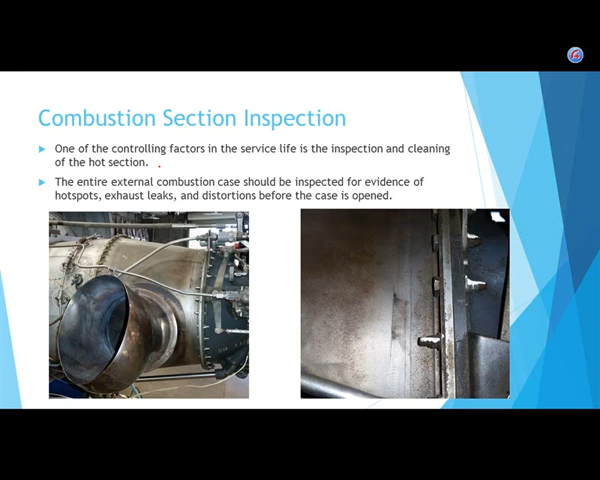 Combustion Section Inspection
One of the controlling factors in the service life is the inspection and cleaning
of the hot section.
The entire external combustion case should be inspected for evidence of
hotspots, exhaust leaks, and distortions before the case is opened.